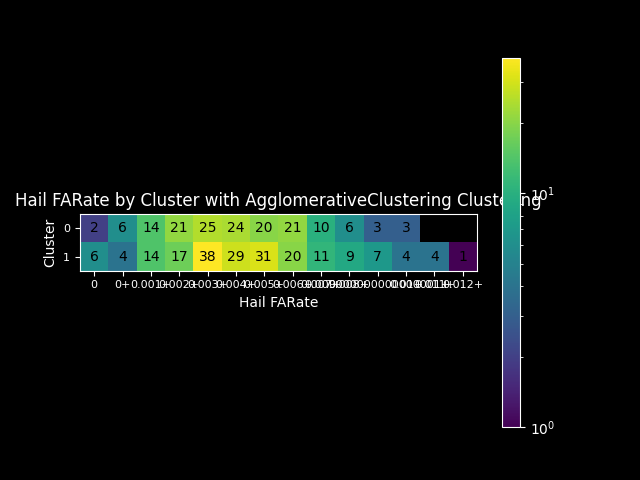 Hail FARate by Cluster with AgglomerativeClustering Clustering
Cluster
0 2 6 14 21 25 24 20 21 10 6 3 3
1 6 4 14 17 38 29 31 20 11 9 7 4 4 1
0 0+ 0.001+
Hail FARate
10¹
10⁰